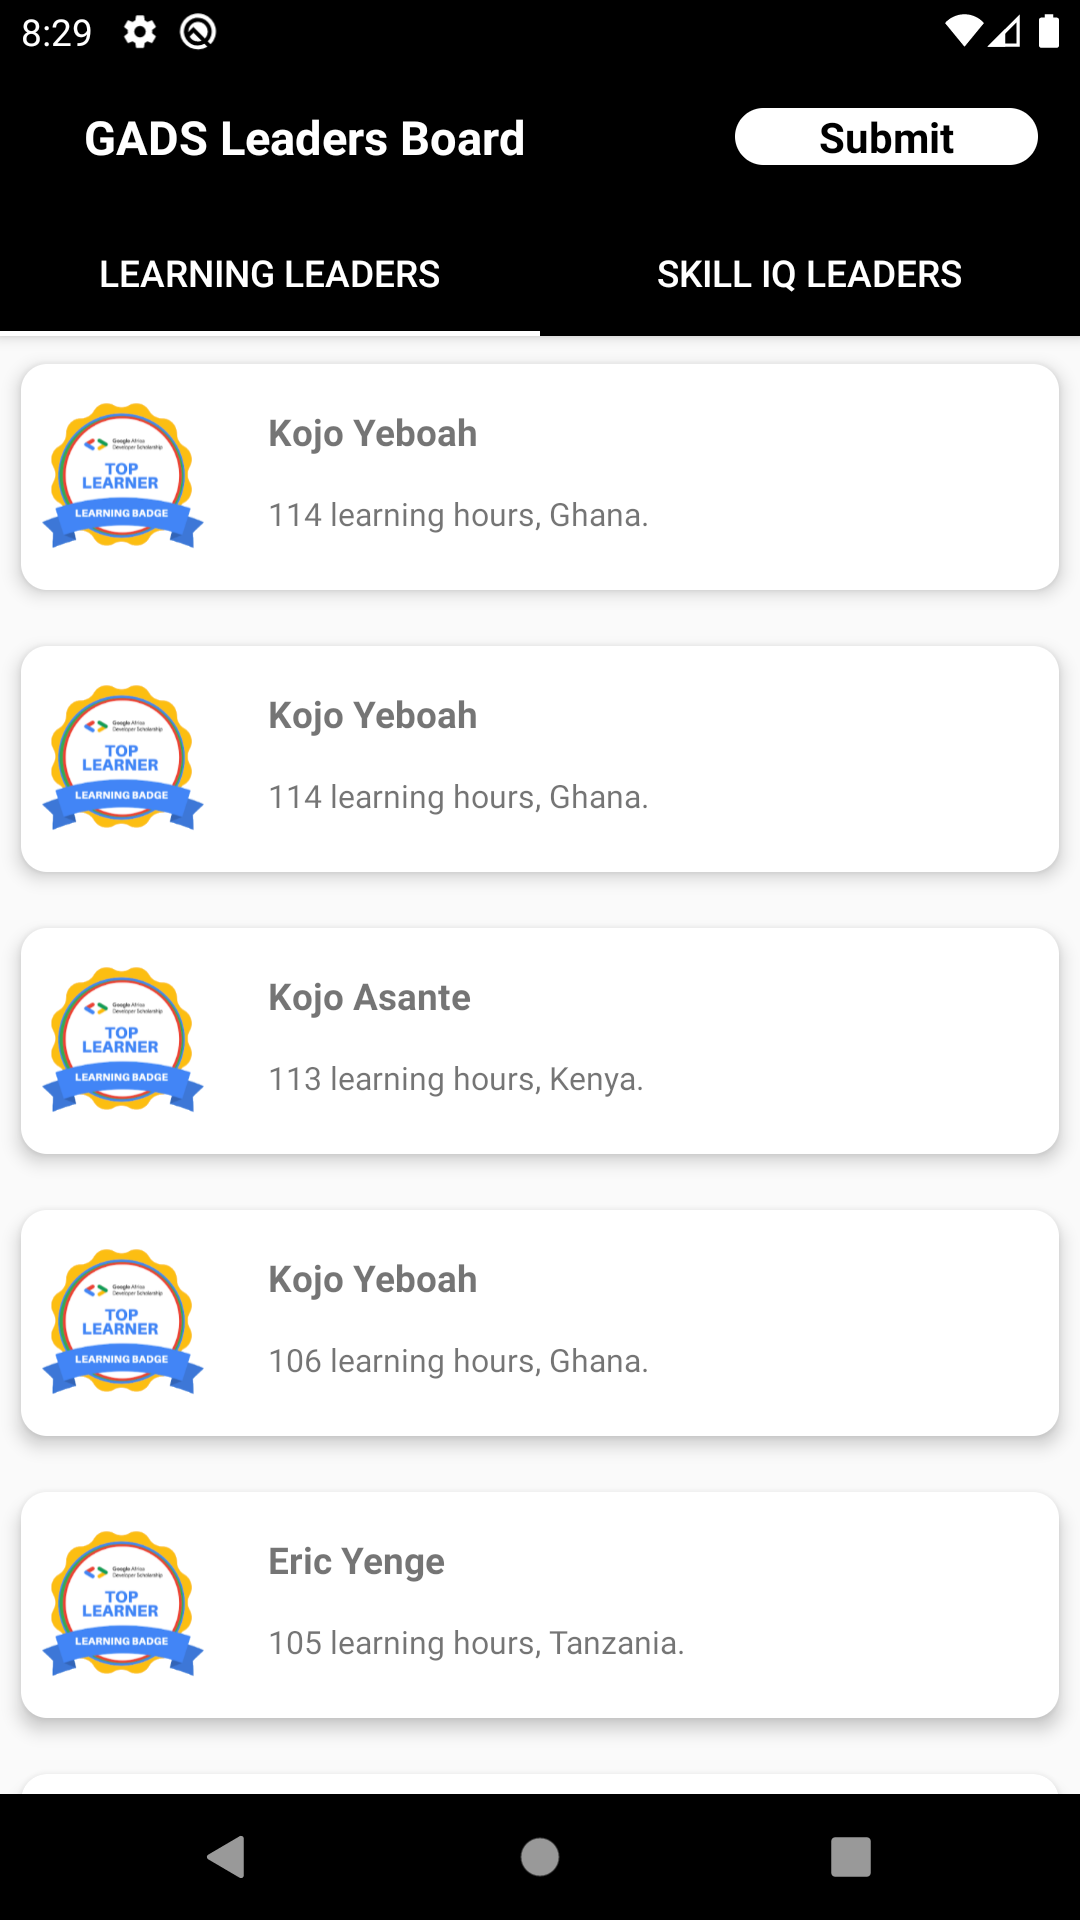 8:29
GADS Leaders Board
Submit
LEARNING LEADERS
SKILL IQ LEADERS
Google Africa
Developer Scholarship
TOP
LEARNER
LEARNING BADGE
Kojo Yeboah
114 learning hours, Ghana.
Google Africa
Developer Scholarship
TOP
LEARNER
LEARNING BADGE
Kojo Yeboah
114 learning hours, Ghana.
Google Africa
Developer Scholarship
TOP
LEARNER
LEARNING BADGE
Kojo Asante
113 learning hours, Kenya.
Google Africa
Developer Scholarship
TOP
LEARNER
LEARNING BADGE
Kojo Yeboah
106 learning hours, Ghana.
Google Africa
Developer Scholarship
TOP
LEARNER
LEARNING BADGE
Eric Yenge
105 learning hours, Tanzania.